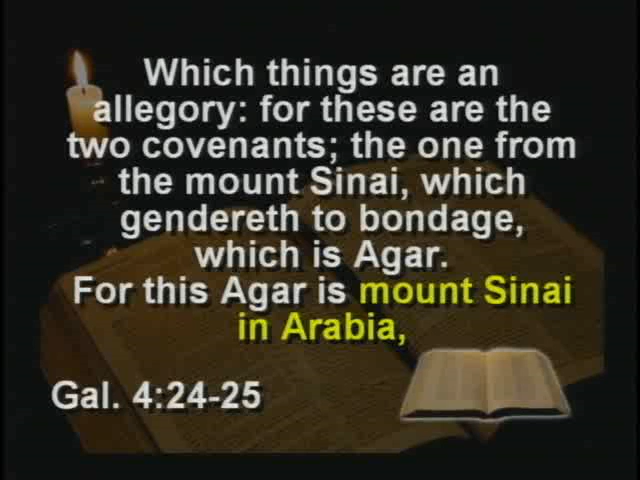 Which things are an
allegory: for these are the
two covenants; the one from
the mount Sinai, which
gendereth to bondage,
which is Agar.
For this Agar is mount Sinai
in Arabia,
Gal. 4:24-25